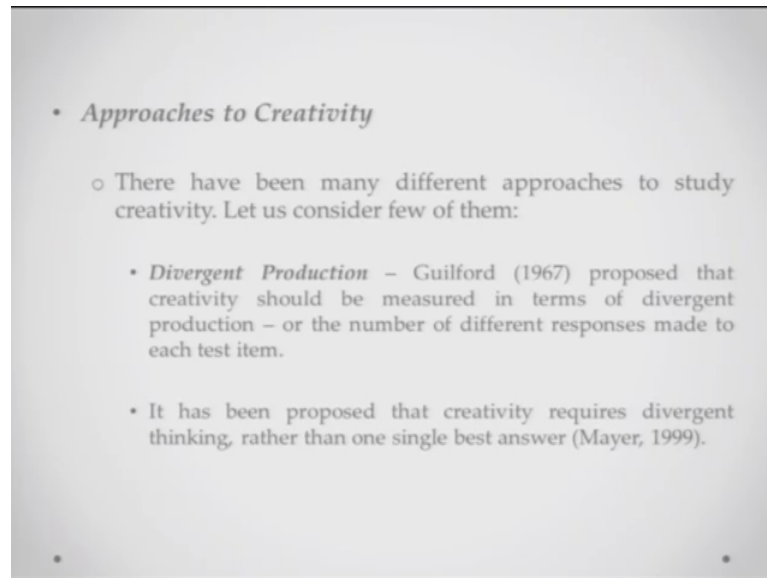 • Approaches to Creativity
o There have been many different approaches to study
creativity. Let us consider few of them:
• Divergent Production – Guilford (1967) proposed that
creativity should be measured in terms of divergent
production – or the number of different responses made to
each test item.
• It has been proposed that creativity requires divergent
thinking, rather than one single best answer (Mayer, 1999).